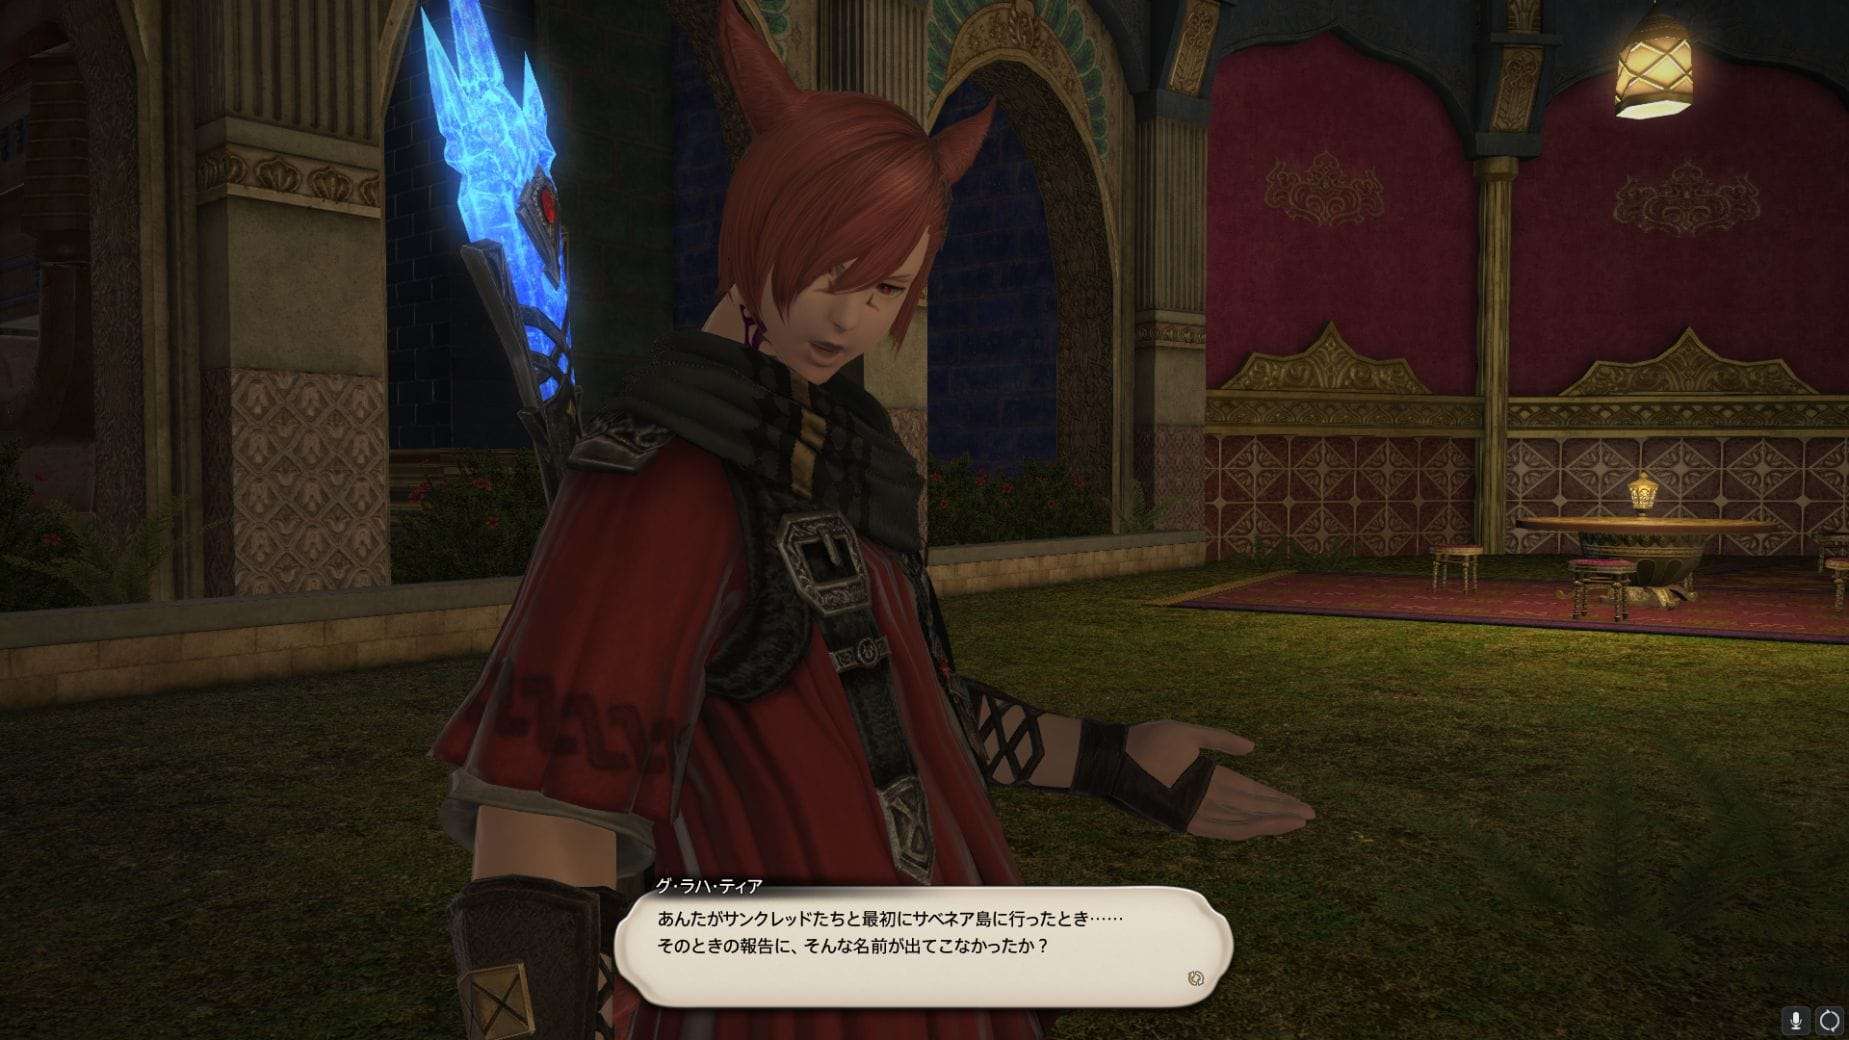 グ・ラハ・ティア
あんたがサンクレッドたちと最初にサベネア島に行ったとき……
そのときの報告に、そんな名前が出てこなかったか？